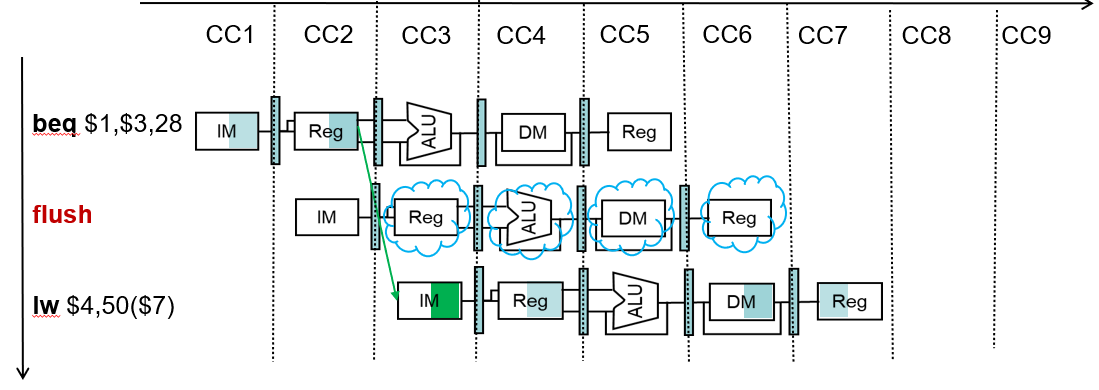 CC1 CC2 CC3 CC4 CC5 CC6 CC7 CC8 CC9
beq $1,$3,28 IM Reg ALU DM Reg
flush IM Reg ALU DM Reg
lw $4,50($7) IM Reg ALU DM Reg